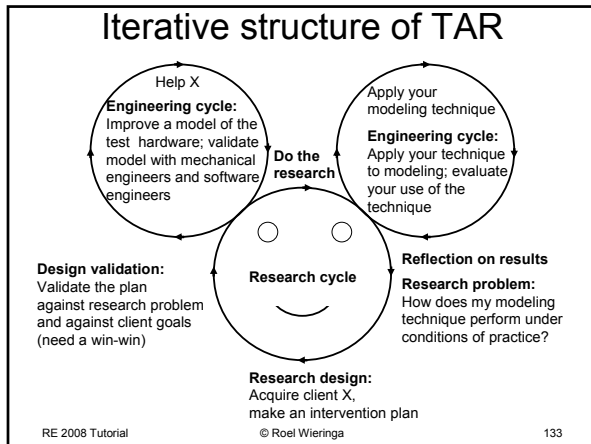 Iterative structure of TAR
Help X
Engineering cycle:
Improve a model of the
test hardware; validate
model with mechanical
engineers and software
engineers
Apply your
modeling technique
Engineering cycle:
Apply your technique
to modeling; evaluate
your use of the
technique
Do the
research
Research cycle
Design validation:
Validate the plan
against research problem
and against client goals
(need a win-win)
Reflection on results
Research problem:
How does my modeling
technique perform under
conditions of practice?
Research design:
Acquire client X,
make an intervention plan
RE 2008 Tutorial
© Roel Wieringa
133